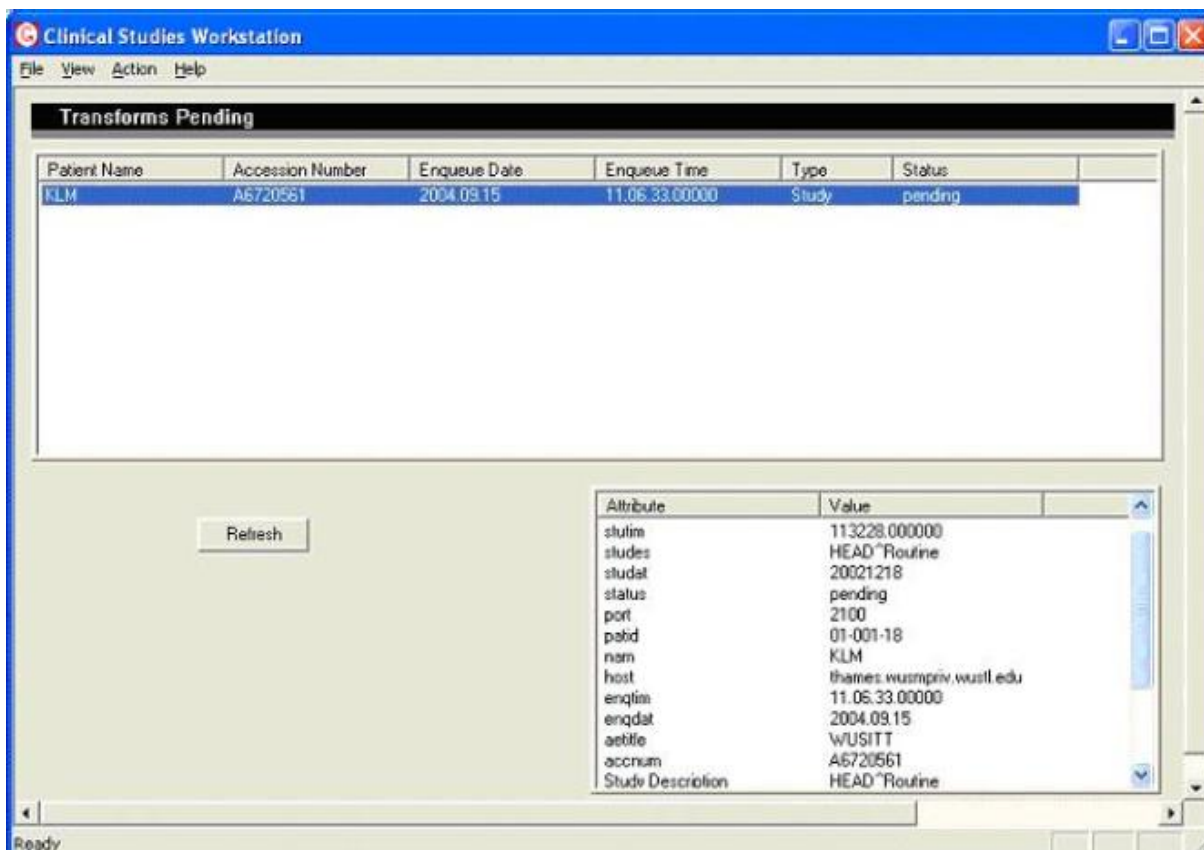 Clinical Studies Workstation
File View Action Help
Transforms Pending
Patient Name Accession Number Enqueue Date Enqueue Time Type Status
KLM A6720561 2004.09.15 11.06.33.00000 Study pending
Refresh
Attribute Value
stutim 113228.000000
studes HEAD^Routine
studat 20021218
status pending
port 2100
patid 01-001-18
nam KLM
host thames.wusmpriv.wustl.edu
enqtim 11.06.33.00000
enqdat 2004.09.15
aetitle WUSITT
accnum A6720561
Study Description HEAD^Routine
Ready